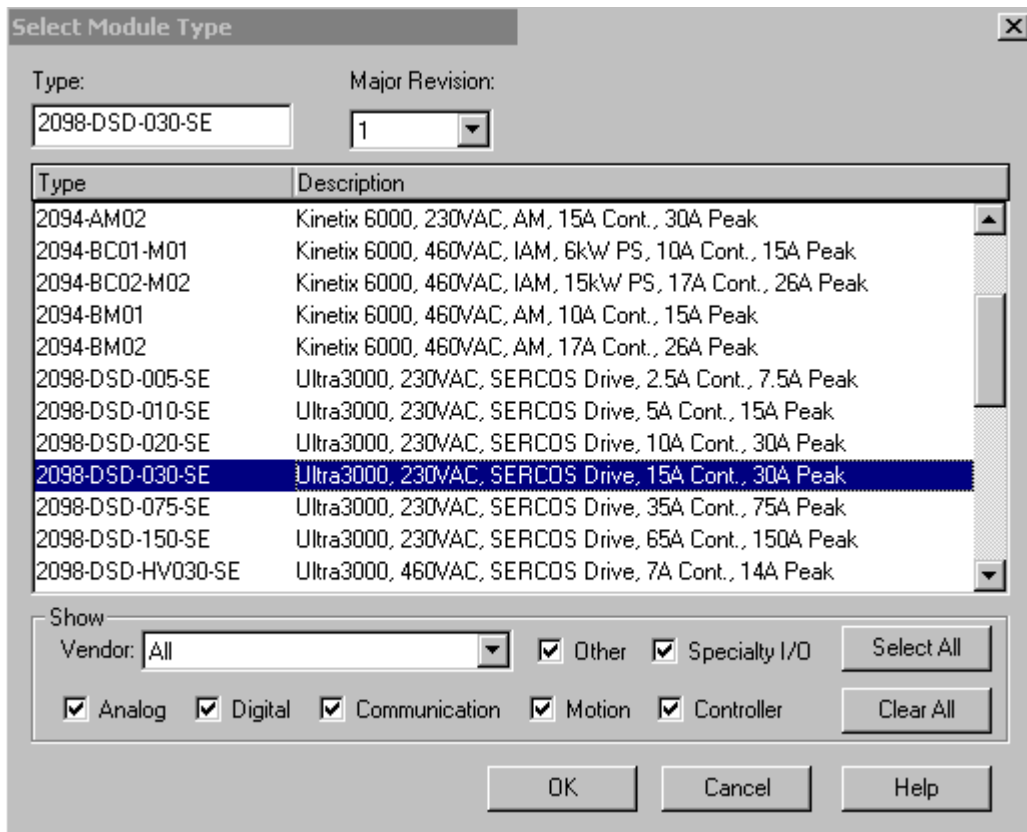 Select Module Type
Type: Major Revision:
2098-DSD-030-SE 1
Type Description
2094-AM02 Kinetix 6000, 230VAC, AM, 15A Cont., 30A Peak
2094-BC01-M01 Kinetix 6000, 460VAC, IAM, 6kW PS, 10A Cont., 15A Peak
2094-BC02-M02 Kinetix 6000, 460VAC, IAM, 15kW PS, 17A Cont., 26A Peak
2094-BM01 Kinetix 6000, 460VAC, AM, 10A Cont., 15A Peak
2094-BM02 Kinetix 6000, 460VAC, AM, 17A Cont., 26A Peak
2098-DSD-005-SE Ultra3000, 230VAC, SERCOS Drive, 2.5A Cont., 7.5A Peak
2098-DSD-010-SE Ultra3000, 230VAC, SERCOS Drive, 5A Cont., 15A Peak
2098-DSD-020-SE Ultra3000, 230VAC, SERCOS Drive, 10A Cont., 30A Peak
2098-DSD-030-SE Ultra3000, 230VAC, SERCOS Drive, 15A Cont., 30A Peak
2098-DSD-075-SE Ultra3000, 230VAC, SERCOS Drive, 35A Cont., 75A Peak
2098-DSD-150-SE Ultra3000, 230VAC, SERCOS Drive, 65A Cont., 150A Peak
2098-DSD-HV030-SE Ultra3000, 460VAC, SERCOS Drive, 7A Cont., 14A Peak
Show
Vendor: All Other Specialty I/O Select All
Analog Digital Communication Motion Controller Clear All
OK Cancel Help